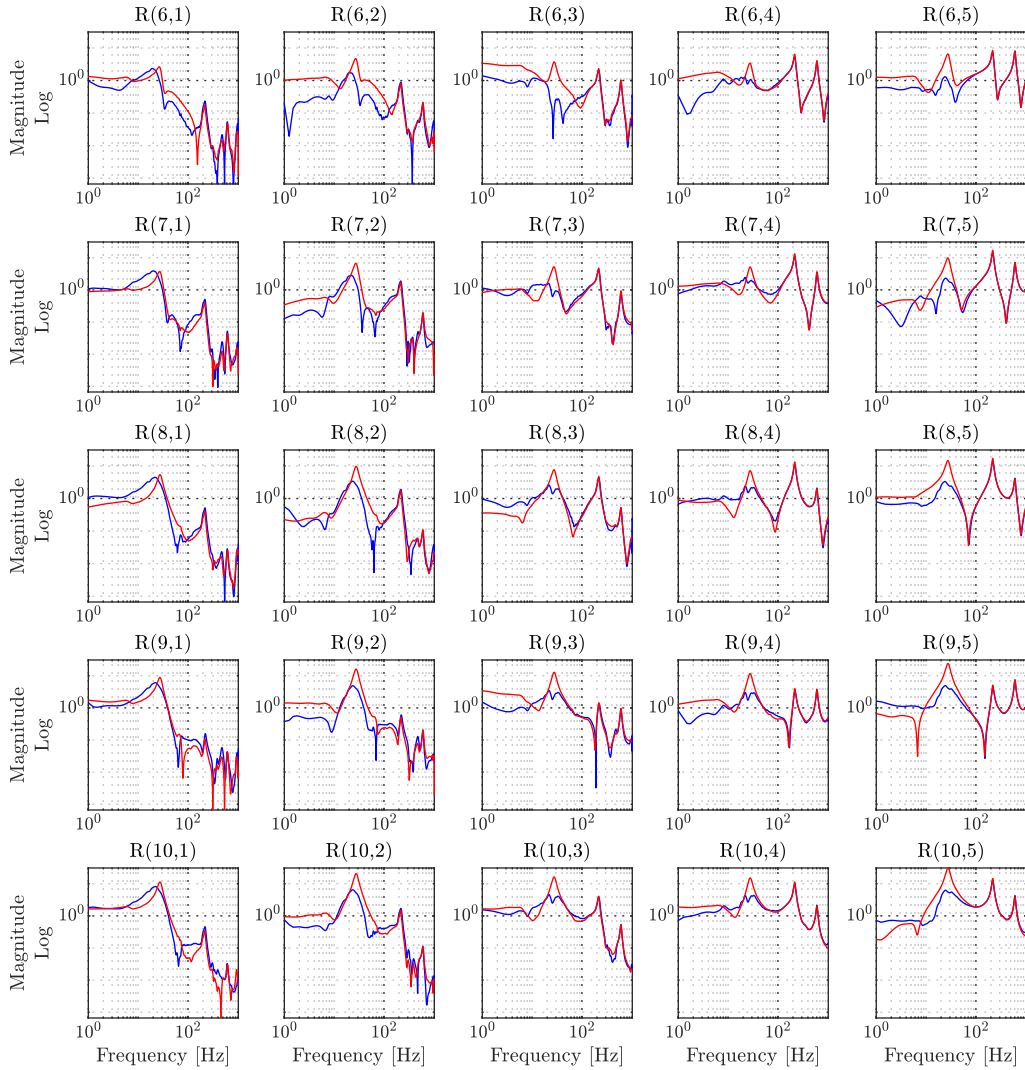 R(6,1) R(6,2) R(6,3) R(6,4) R(6,5)
Magnitude
Log
10^0 10^0 10^0 10^0 10^0
10^0 10^2 10^0 10^2 10^0 10^2 10^0 10^2 10^0 10^2
R(7,1) R(7,2) R(7,3) R(7,4) R(7,5)
Magnitude
Log
10^0 10^0 10^0 10^0 10^0
10^0 10^2 10^0 10^2 10^0 10^2 10^0 10^2 10^0 10^2
R(8,1) R(8,2) R(8,3) R(8,4) R(8,5)
Magnitude
Log
10^0 10^0 10^0 10^0 10^0
10^0 10^2 10^0 10^2 10^0 10^2 10^0 10^2 10^0 10^2
R(9,1) R(9,2) R(9,3) R(9,4) R(9,5)
Magnitude
Log
10^0 10^0 10^0 10^0 10^0
10^0 10^2 10^0 10^2 10^0 10^2 10^0 10^2 10^0 10^2
R(10,1) R(10,2) R(10,3) R(10,4) R(10,5)
Magnitude
Log
10^0 10^0 10^0 10^0 10^0
10^0 10^2 10^0 10^2 10^0 10^2 10^0 10^2 10^0 10^2
Frequency [Hz] Frequency [Hz] Frequency [Hz] Frequency [Hz] Frequency [Hz]